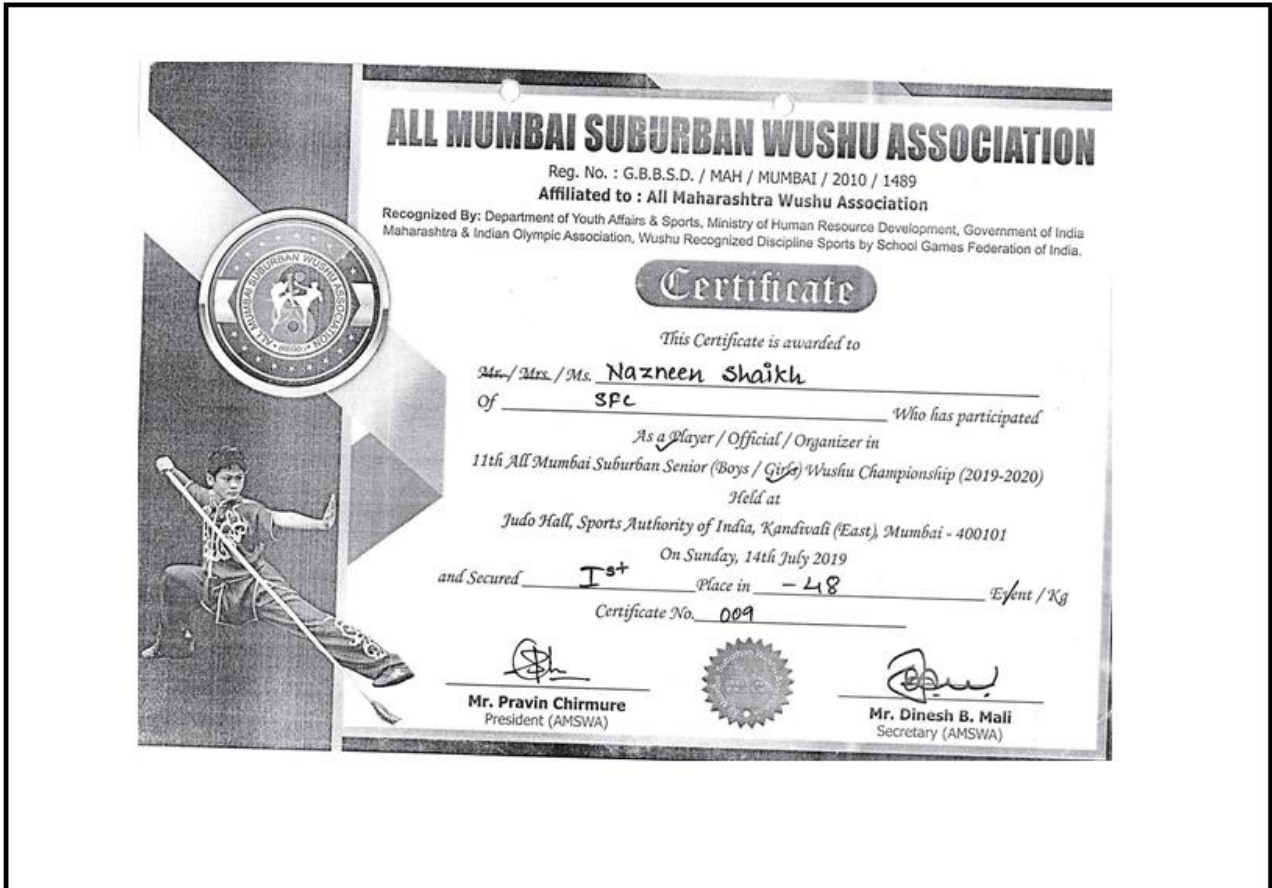 ALL MUMBAI SUBURBAN WUSHU ASSOCIATION
Reg. No. : G.B.B.S.D. / MAH / MUMBAI / 2010 / 1489
Affiliated to : All Maharashtra Wushu Association
Recognized By: Department of Youth Affairs & Sports, Ministry of Human Resource Development, Government of India
Maharashtra & Indian Olympic Association, Wushu Recognized Discipline Sports by School Games Federation of India.
ALL MUMBAI SUBURBAN WUSHU ASSOCIATION
Certificate
This Certificate is awarded to
Mr. / Mrs. / Ms. Nazneen Shaikh
Of SFC Who has participated
As a Player / Official / Organizer in
11th All Mumbai Suburban Senior (Boys / Girls) Wushu Championship (2019-2020)
Held at
Judo Hall, Sports Authority of India, Kandivali (East), Mumbai - 400101
On Sunday, 14th July 2019
and Secured Ist Place in - 48 Event / Kg
Certificate No. 009
Mr. Pravin Chirmure
President (AMSWA)
Mr. Dinesh B. Mali
Secretary (AMSWA)